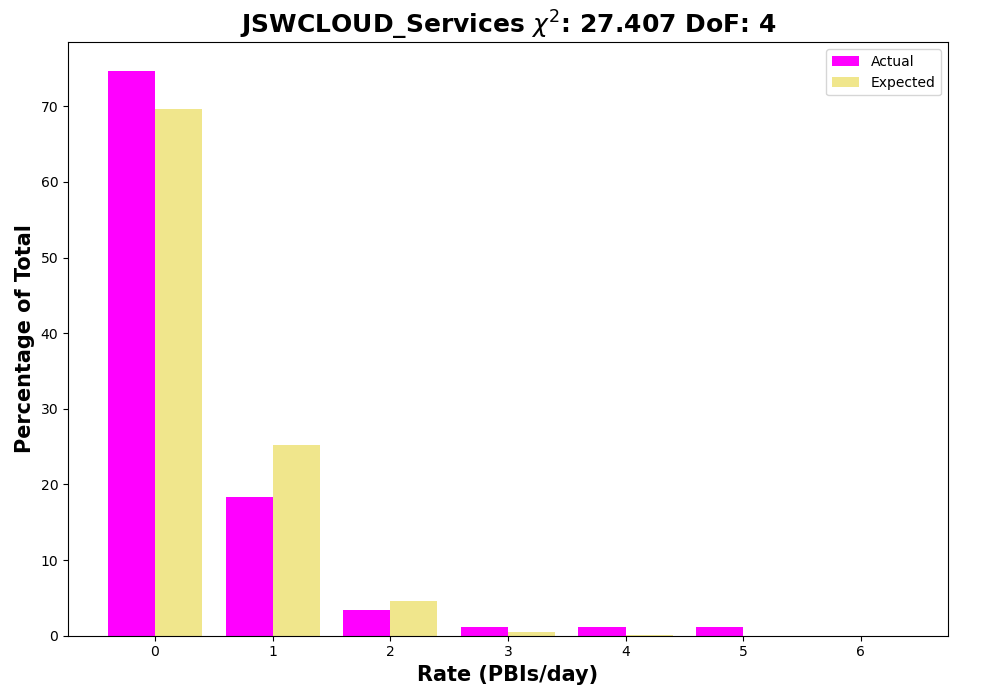 JSWCLOUD_Services χ²: 27.407 DoF: 4
Actual
Expected
Percentage of Total
70
60
50
40
30
20
10
0
0 1 2 3 4 5 6
Rate (PBIs/day)